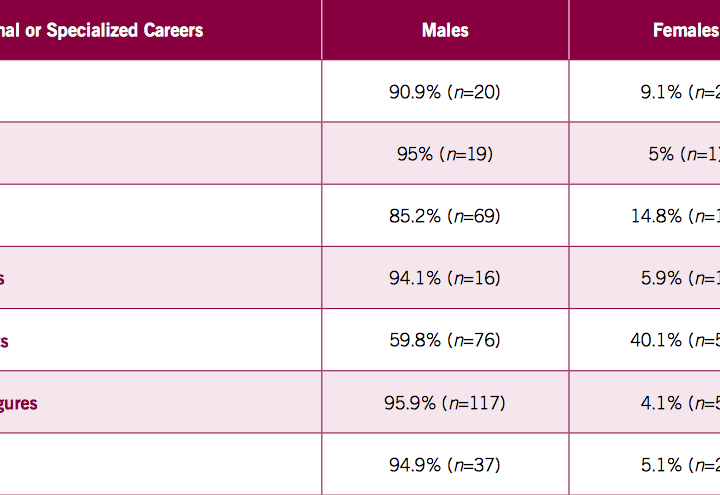 nal or Specialized Careers Males Females
90.9% (n=20) 9.1% (n=2
95% (n=19) 5% (n=1)
85.2% (n=69) 14.8% (n=1
s 94.1% (n=16) 5.9% (n=1
ts 59.8% (n=76) 40.1% (n=5
gures 95.9% (n=117) 4.1% (n=5
94.9% (n=37) 5.1% (n=2